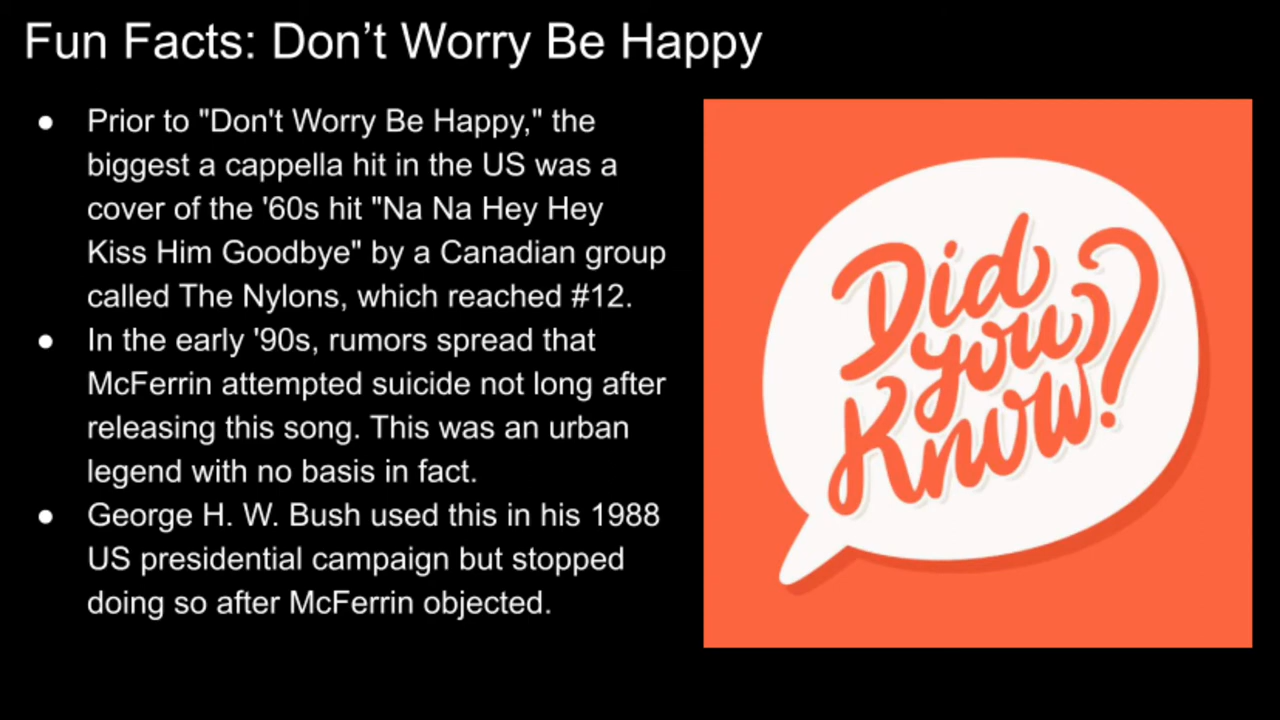 Fun Facts: Don’t Worry Be Happy
● Prior to "Don't Worry Be Happy," the
biggest a cappella hit in the US was a
cover of the '60s hit "Na Na Hey Hey
Kiss Him Goodbye" by a Canadian group
called The Nylons, which reached #12.
● In the early '90s, rumors spread that
McFerrin attempted suicide not long after
releasing this song. This was an urban
legend with no basis in fact.
● George H. W. Bush used this in his 1988
US presidential campaign but stopped
doing so after McFerrin objected.
Did
you
Know?